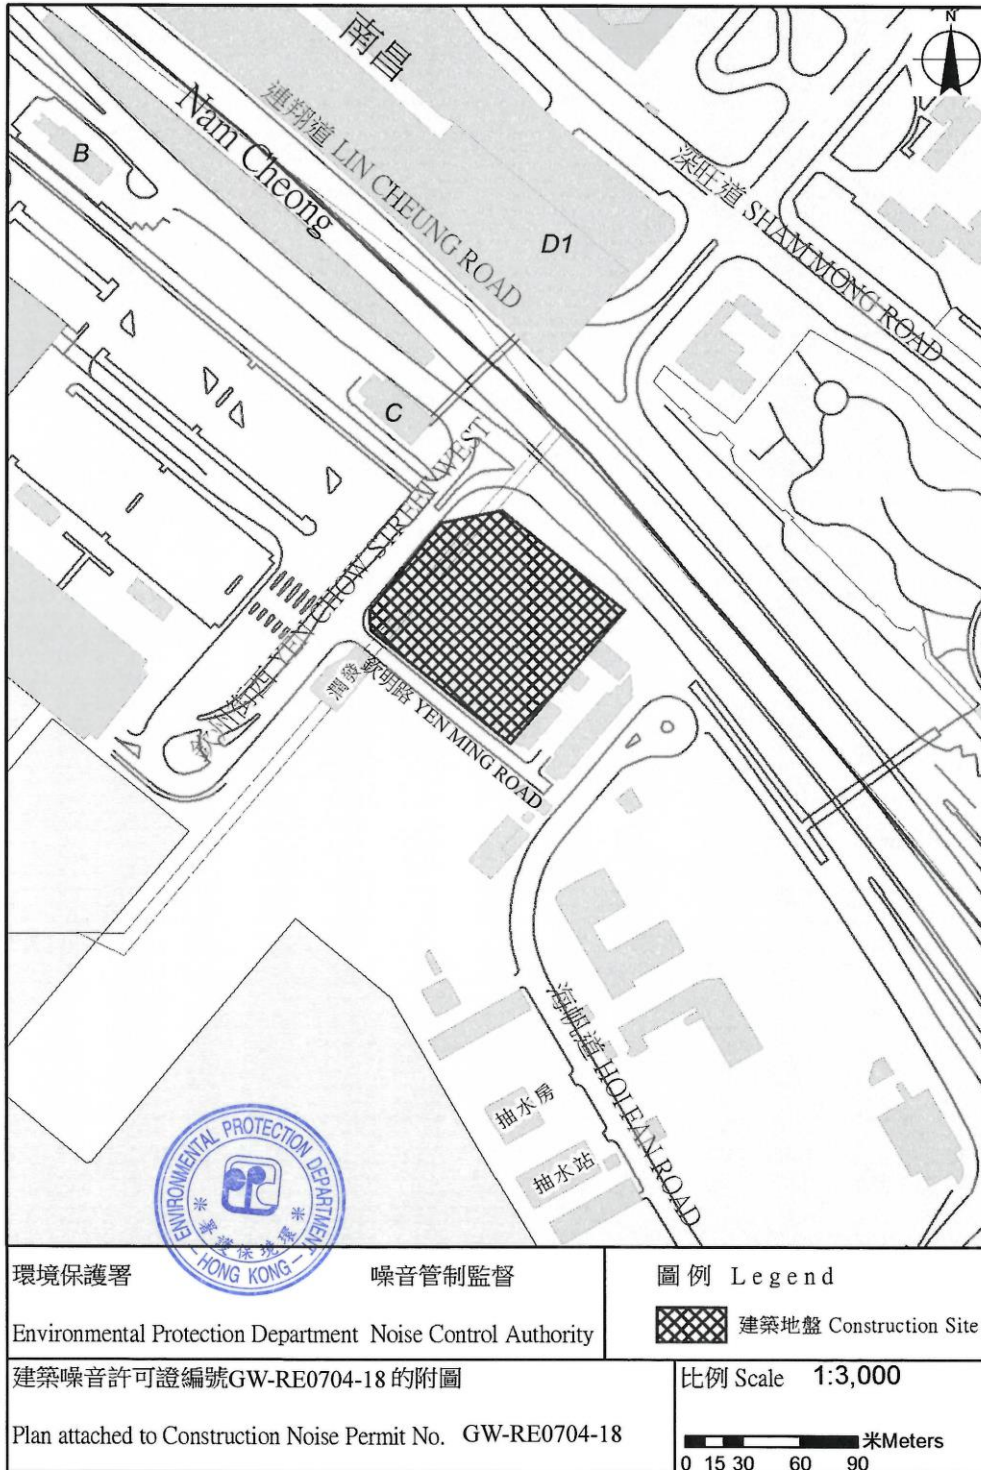 N
南昌
Nam Cheong
連翔道 LIN CHEUNG ROAD
深旺道 SHAM MONG ROAD
B
D1
C
欽州街西 YEN CHOW STREET WEST
潤發
欽明路 YEN MING ROAD
海帆道 HOI FAN ROAD
抽水房
抽水站
ENVIRONMENTAL PROTECTION DEPARTMENT
環境保護署
— HONG KONG —
環境保護署 噪音管制監督
Environmental Protection Department Noise Control Authority
圖例 Legend
建築地盤 Construction Site
建築噪音許可證編號GW-RE0704-18 的附圖
Plan attached to Construction Noise Permit No. GW-RE0704-18
比例 Scale 1:3,000
米Meters
0 15 30 60 90